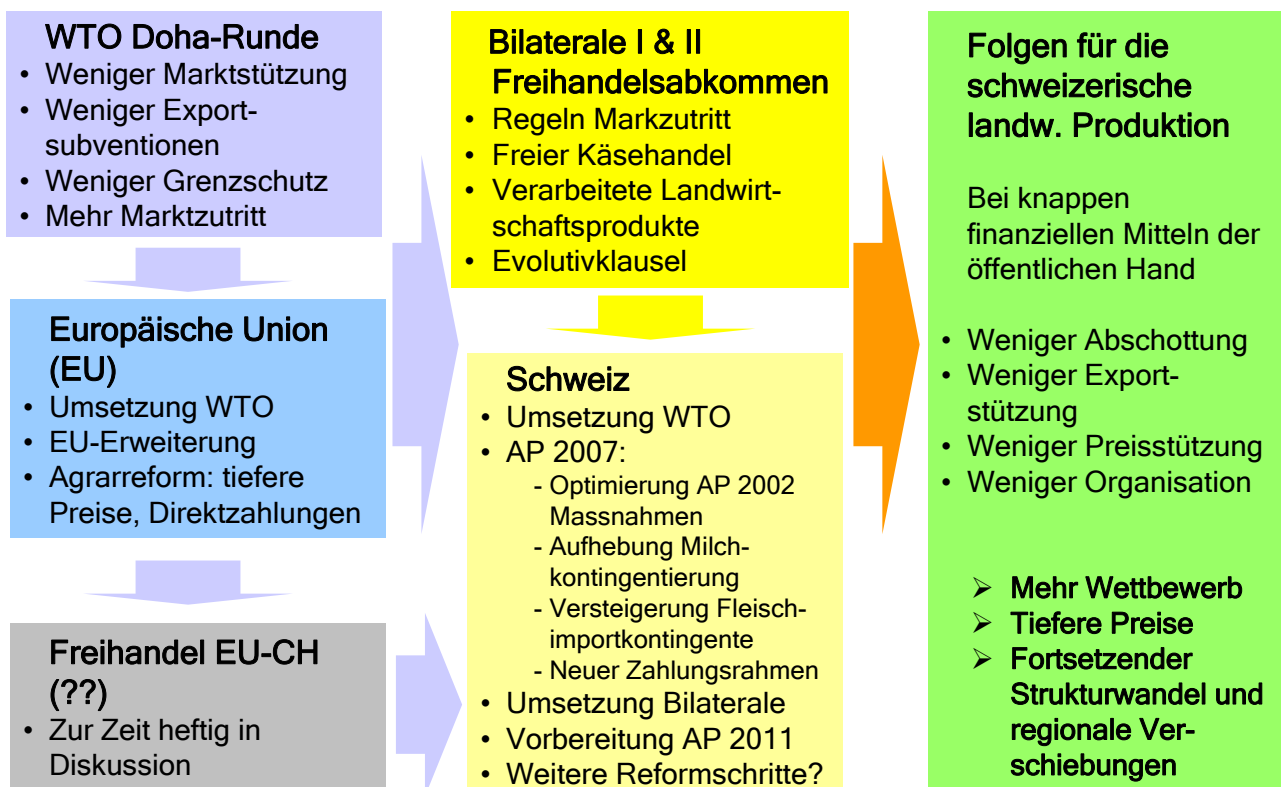 WTO Doha-Runde
• Weniger Marktstützung
• Weniger Export-
subventionen
• Weniger Grenzschutz
• Mehr Marktzutritt
Europäische Union
(EU)
• Umsetzung WTO
• EU-Erweiterung
• Agrarreform: tiefere
Preise, Direktzahlungen
Freihandel EU-CH
(??)
• Zur Zeit heftig in
Diskussion
Bilaterale I & II
Freihandelsabkommen
• Regeln Markzutritt
• Freier Käsehandel
• Verarbeitete Landwirt-
schaftsprodukte
• Evolutivklausel
Schweiz
• Umsetzung WTO
• AP 2007:
- Optimierung AP 2002
Massnahmen
- Aufhebung Milch-
kontingentierung
- Versteigerung Fleisch-
importkontingente
- Neuer Zahlungsrahmen
• Umsetzung Bilaterale
• Vorbereitung AP 2011
• Weitere Reformschritte?
Folgen für die
schweizerische
landw. Produktion
Bei knappen
finanziellen Mitteln der
öffentlichen Hand
• Weniger Abschottung
• Weniger Export-
stützung
• Weniger Preisstützung
• Weniger Organisation
➢ Mehr Wettbewerb
➢ Tiefere Preise
➢ Fortsetzender
Strukturwandel und
regionale Ver-
schiebungen